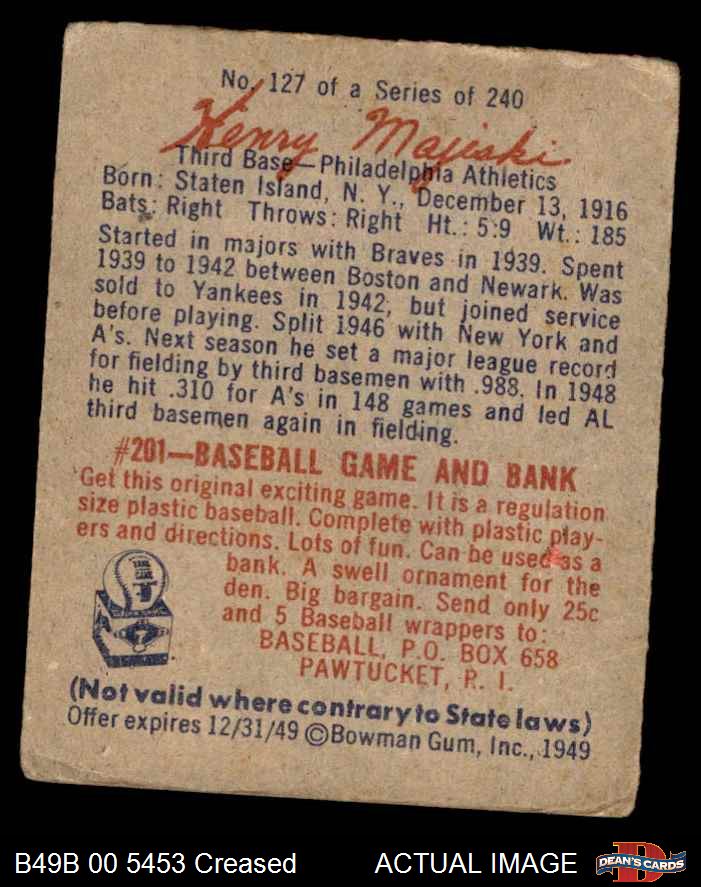 No. 127 of a Series of 240
Henry Majeski
Third Base—Philadelphia Athletics
Born: Staten Island, N. Y., December 13, 1916
Bats: Right Throws: Right Ht.: 5:9 Wt.: 185
Started in majors with Braves in 1939. Spent
1939 to 1942 between Boston and Newark. Was
sold to Yankees in 1942, but joined service
before playing. Split 1946 with New York and
A's. Next season he set a major league record
for fielding by third basemen with .988. In 1948
he hit .310 for A's in 148 games and led AL
third basemen again in fielding.
#201—BASEBALL GAME AND BANK
Get this original exciting game. It is a regulation
size plastic baseball. Complete with plastic play-
ers and directions. Lots of fun. Can be used as a
bank. A swell ornament for the
den. Big bargain. Send only 25c
and 5 Baseball wrappers to:
BASEBALL, P.O. BOX 658
PAWTUCKET, R. I.
(Not valid where contrary to State laws)
Offer expires 12/31/49 ©Bowman Gum, Inc., 1949
B49B 00 5453 Creased ACTUAL IMAGE
DEAN'S CARDS